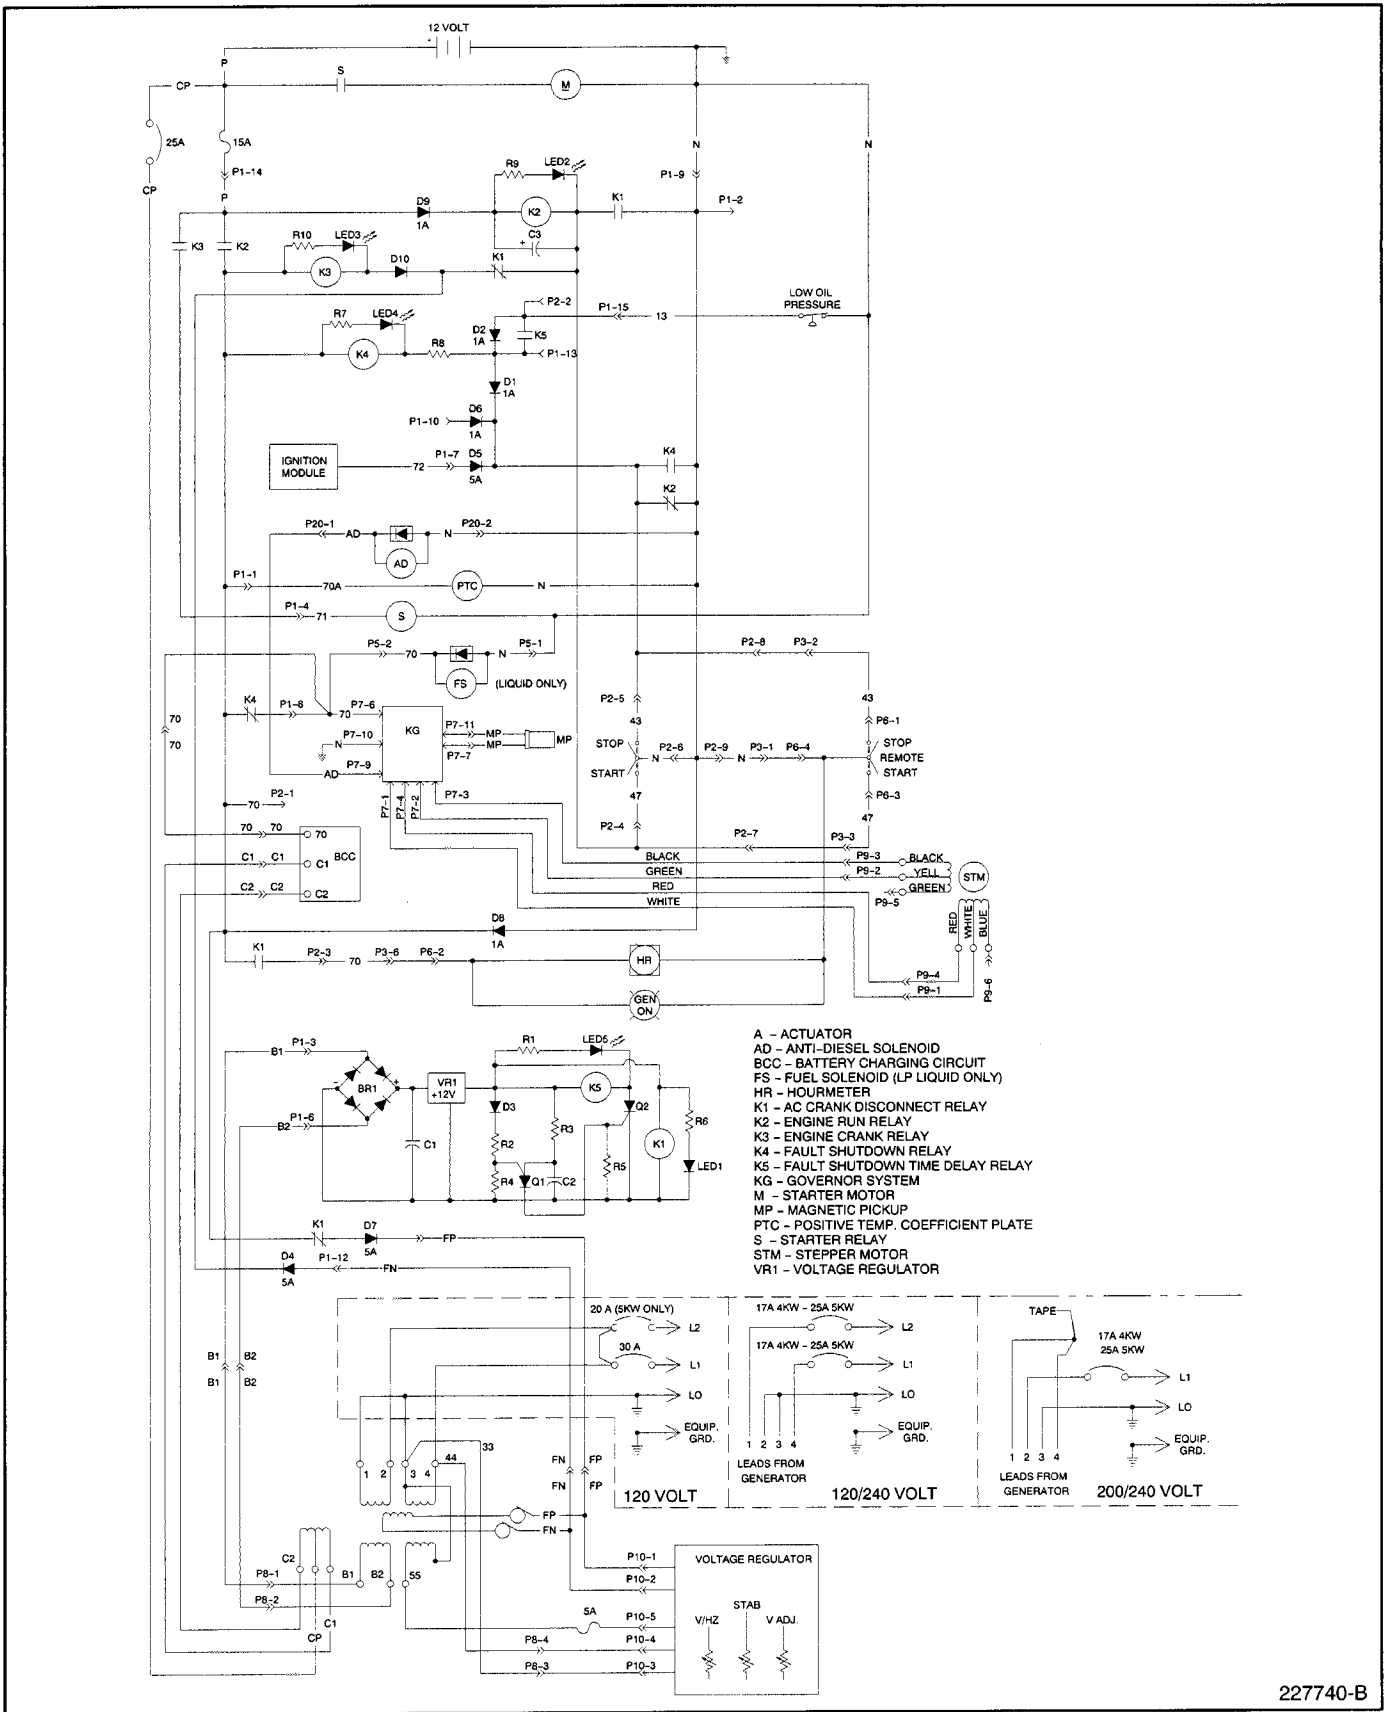 12 VOLT
+
P
S
CP
M
25A
15A
N
N
P1-14
R9
LED2
P1-9
CP
P
D9
1A
K2
K1
P1-2
K3
K2
R10
LED3
+
C3
K3
D10
K1
LOW OIL
PRESSURE
P2-2
P1-15
13
R7
LED4
D2
1A
K5
K4
R8
P1-13
D1
1A
P1-10
D6
1A
IGNITION
MODULE
72
P1-7
D5
5A
K4
K2
P20-1
AD
N
P20-2
AD
P1-1
70A
PTC
N
P1-4
71
S
P5-2
70
N
P5-1
P2-8
P3-2
FS
(LIQUID ONLY)
K4
P1-8
70
P7-6
P2-5
43
43
70
70
P7-10
N
KG
P7-11
MP
MP
P7-7
MP
P6-1
STOP
N
P2-6
P2-9
N
P3-1
P6-4
STOP
REMOTE
START
START
AD
P7-9
P7-1
P7-4
P7-2
P7-3
47
P6-3
47
P2-1
70
P2-4
P2-7
P3-3
70
70
70
BCC
C1
C1
C1
C2
C2
C2
BLACK
GREEN
RED
WHITE
P9-3
BLACK
P9-2
YELL
GREEN
P9-5
STM
RED
WHITE
BLUE
D8
1A
K1
P2-3
70
P3-6
P6-2
HR
GEN
ON
P9-4
P9-1
P9-6
A - ACTUATOR
AD - ANTI-DIESEL SOLENOID
BCC - BATTERY CHARGING CIRCUIT
FS - FUEL SOLENOID (LP LIQUID ONLY)
HR - HOURMETER
K1 - AC CRANK DISCONNECT RELAY
K2 - ENGINE RUN RELAY
K3 - ENGINE CRANK RELAY
K4 - FAULT SHUTDOWN RELAY
K5 - FAULT SHUTDOWN TIME DELAY RELAY
KG - GOVERNOR SYSTEM
M - STARTER MOTOR
MP - MAGNETIC PICKUP
PTC - POSITIVE TEMP. COEFFICIENT PLATE
S - STARTER RELAY
STM - STEPPER MOTOR
VR1 - VOLTAGE REGULATOR
B1
P1-3
R1
LED5
-
BR1
+
VR1
+12V
K5
D3
Q2
P1-6
B2
C1
R2
R3
R6
K1
R4
Q1
C2
R5
LED1
K1
D7
5A
FP
D4
5A
P1-12
FN
20 A (5KW ONLY)
L2
30 A
L1
LO
EQUIP.
GRD.
120 VOLT
17A 4KW - 25A 5KW
L2
17A 4KW - 25A 5KW
L1
LO
EQUIP.
GRD.
1 2 3 4
LEADS FROM
GENERATOR
120/240 VOLT
TAPE
17A 4KW
25A 5KW
L1
LO
EQUIP.
GRD.
1 2 3 4
LEADS FROM
GENERATOR
200/240 VOLT
B1
B2
B1
B2
33
44
1
2
3
4
FN
FP
FN
FP
FP
FN
C2
P8-1
B1
B2
55
P8-2
C1
CP
P10-1
P10-2
VOLTAGE REGULATOR
5A
P10-5
P8-4
P10-4
P8-3
P10-3
V/HZ
STAB
V ADJ.
227740-B